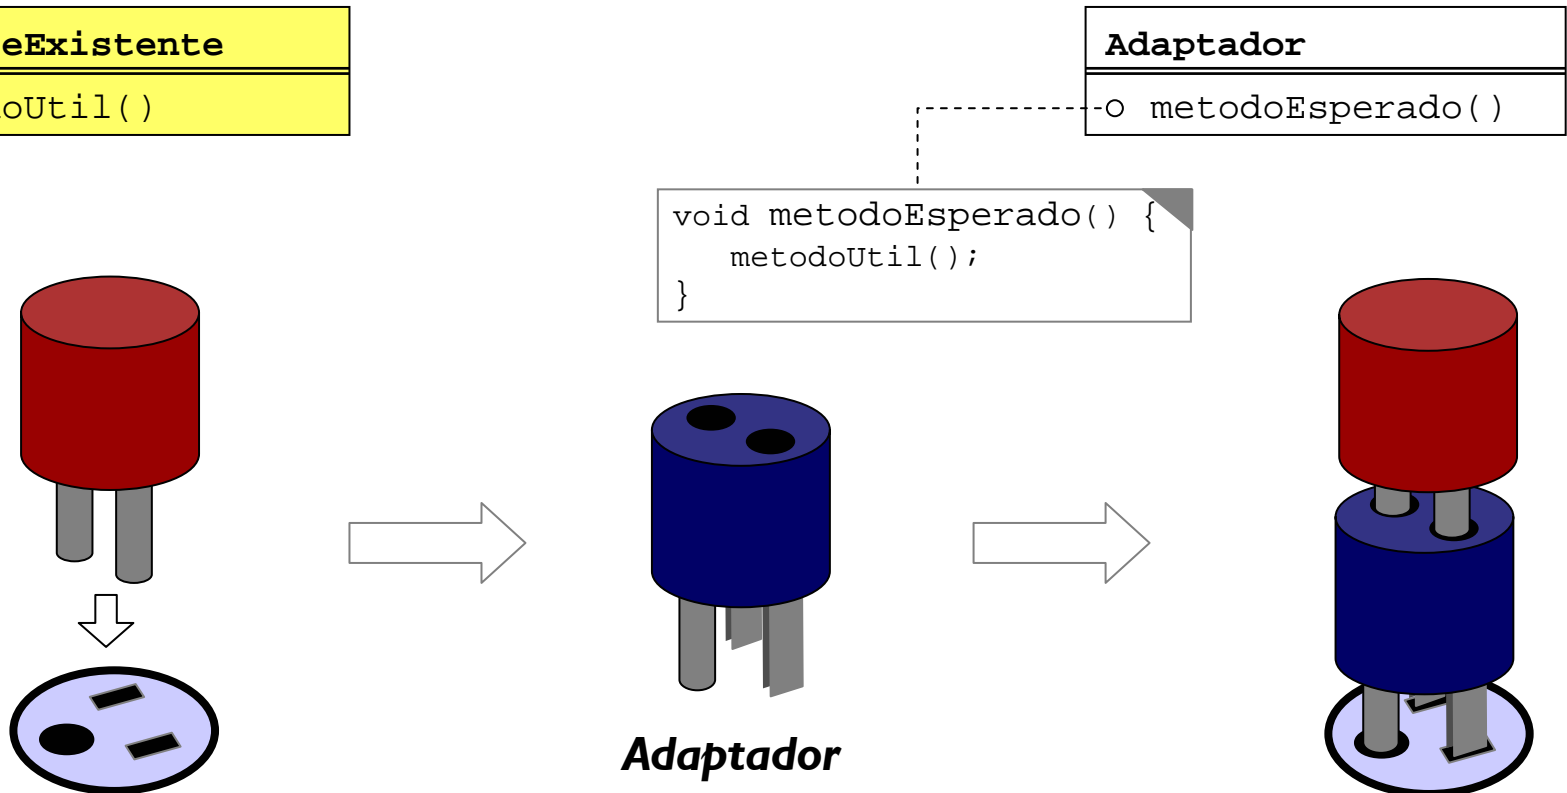 eExistente
oUtil()
Adaptador
metodoEsperado()
void metodoEsperado() {
metodoUtil();
}
Adaptador